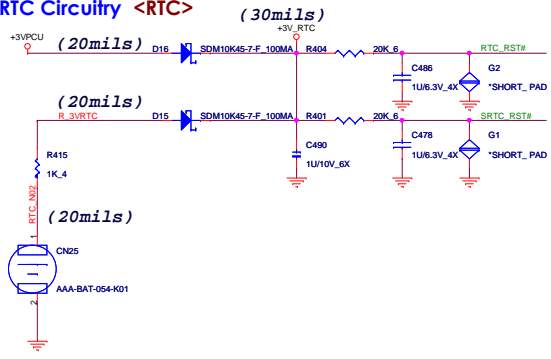 RTC Circuitry <RTC>
(30mils)
+3VPCU
+3V_RTC
(20mils)
D16
SDM10K45-7-F_100MA
R404
20K_6
RTC_RST#
C486
1U/6.3V_4X
G2
*SHORT_ PAD
(20mils)
R_3VRTC
D15
SDM10K45-7-F_100MA
R401
20K_6
SRTC_RST#
C490
1U/10V_6X
C478
1U/6.3V_4X
G1
*SHORT_ PAD
R415
1K_4
RTC_N02
(20mils)
1
CN25
AAA-BAT-054-K01
2